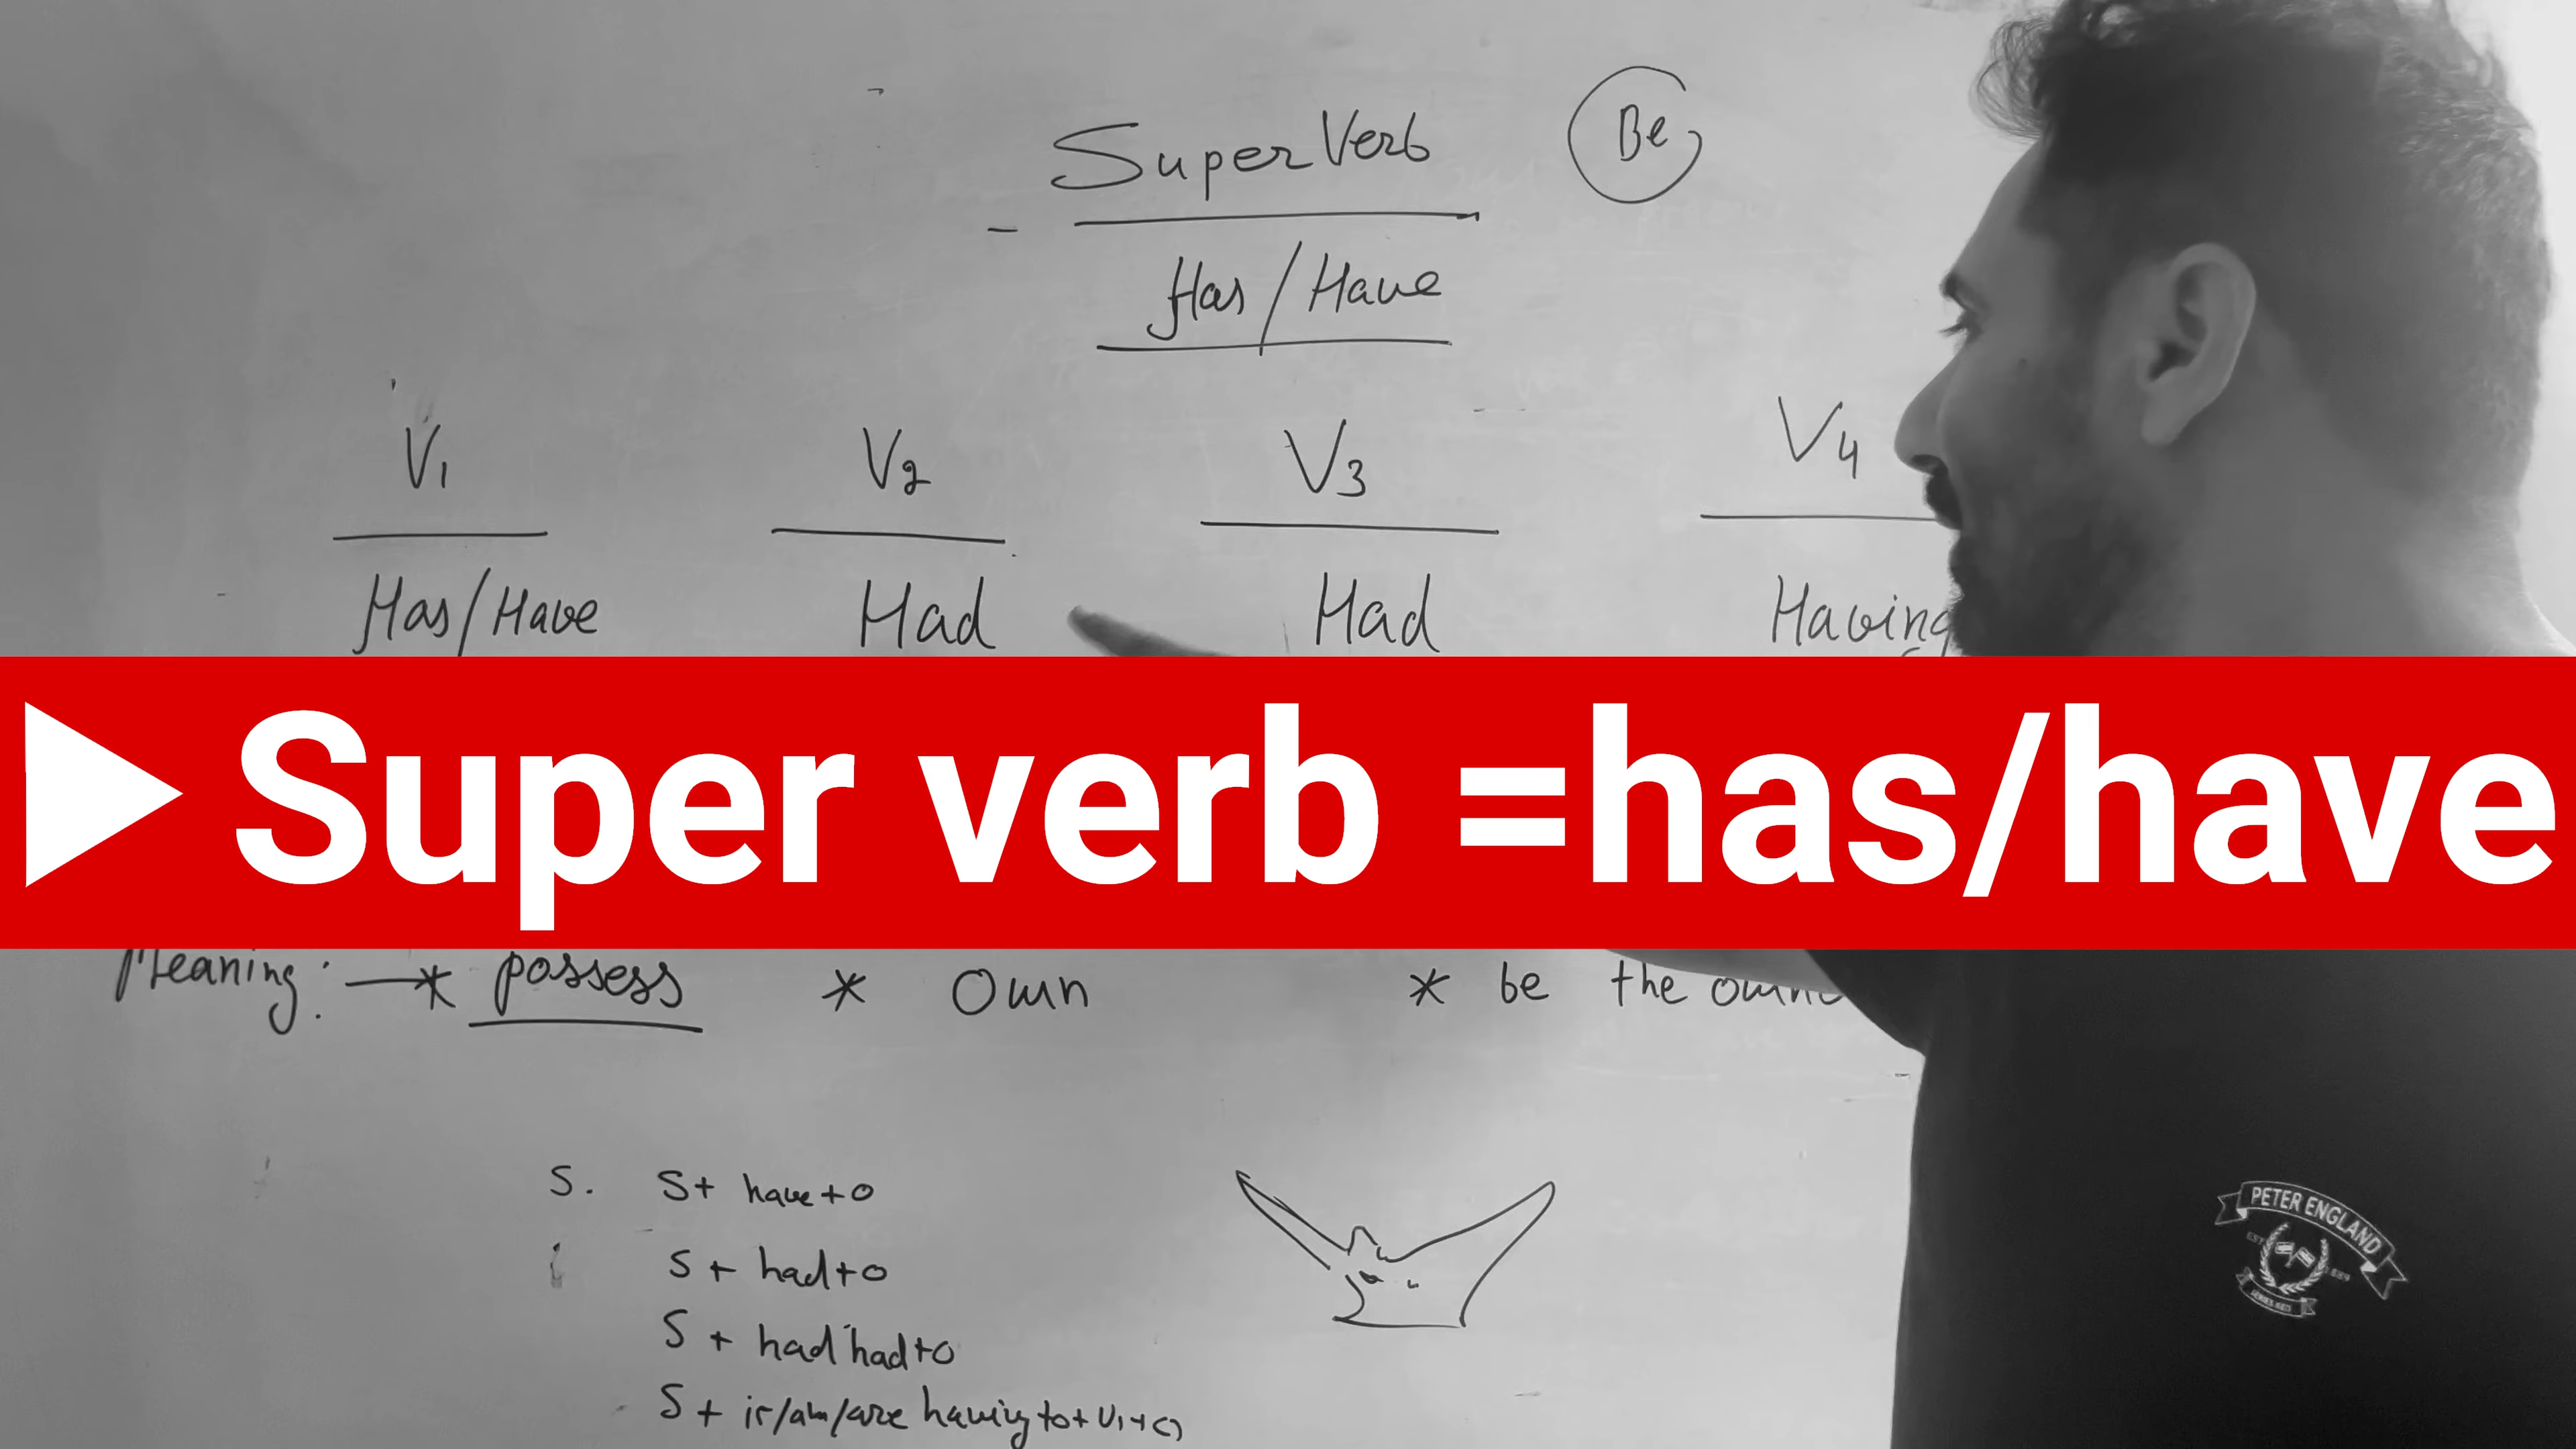 Super Verb Be
Has/Have
V1 V2 V3 V4
Has/Have Had Had Having
▶ Super verb =has/have
Meaning: * possess * Own * be the
S. S+ have+o
S + had+o
S + had had+o
S + is/am/are having to+V1+O
PETER ENGLAND